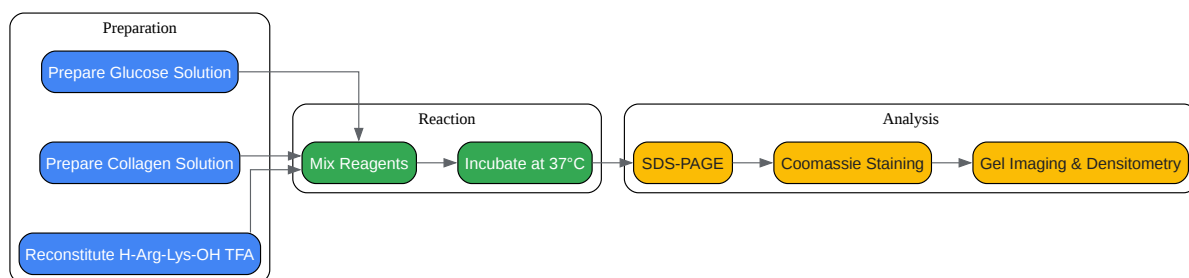 Preparation
Prepare Glucose Solution
Prepare Collagen Solution
Reconstitute H-Arg-Lys-OH TFA
Reaction
Mix Reagents
Incubate at 37°C
Analysis
SDS-PAGE
Coomassie Staining
Gel Imaging & Densitometry